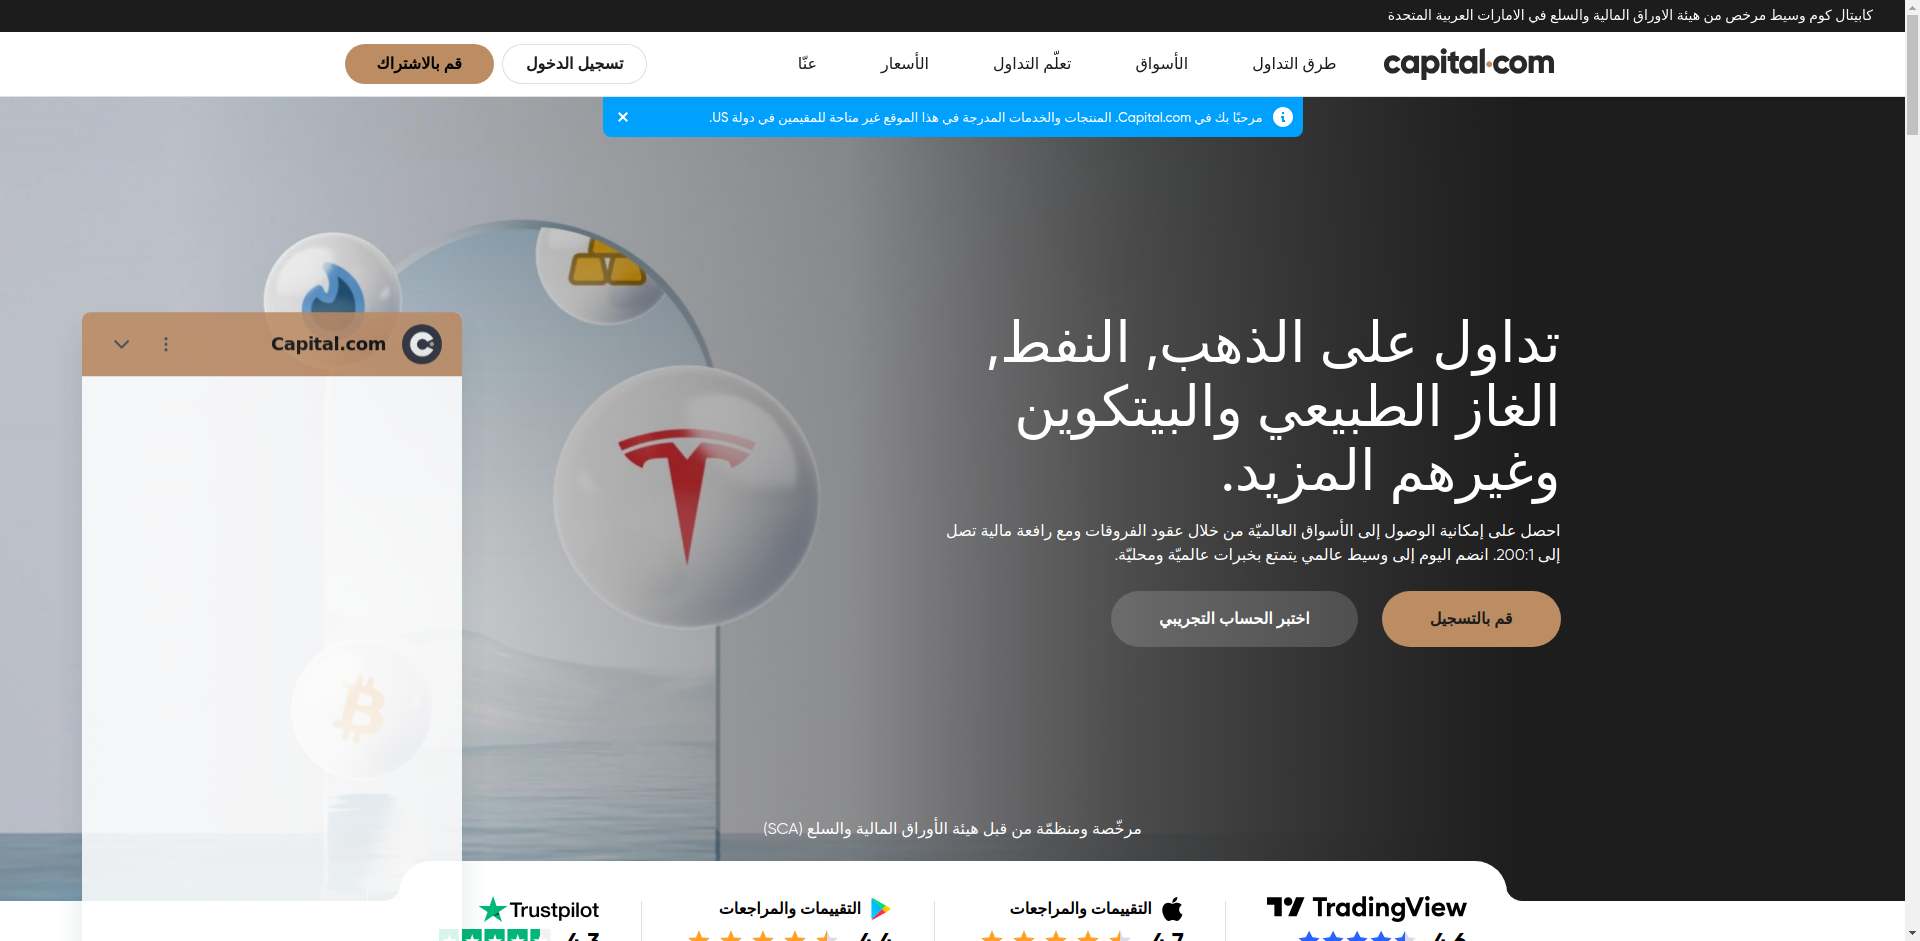 كابيتال كوم وسيط مرخص من هيئة الاوراق المالية والسلع في الامارات العربية المتحدة
capital.com
طرق التداول
الأسواق
تعلّم التداول
الأسعار
عنّا
تسجيل الدخول
قم بالاشتراك
مرحبًا بك في Capital.com. المنتجات والخدمات المدرجة في هذا الموقع غير متاحة للمقيمين في دولة US.
Capital.com
تداول على الذهب, النفط,
الغاز الطبيعي والبيتكوين
وغيرهم المزيد.
احصل على إمكانية الوصول إلى الأسواق العالميّة من خلال عقود الفروقات ومع رافعة مالية تصل
إلى 200:1. انضم اليوم إلى وسيط عالمي يتمتع بخبرات عالميّة ومحليّة.
قم بالتسجيل
اختبر الحساب التجريبي
مرخّصة ومنظمّة من قبل هيئة الأوراق المالية والسلع (SCA)
TradingView
التقييمات والمراجعات
التقييمات والمراجعات
Trustpilot
4.6
4.7
4.4
4.3